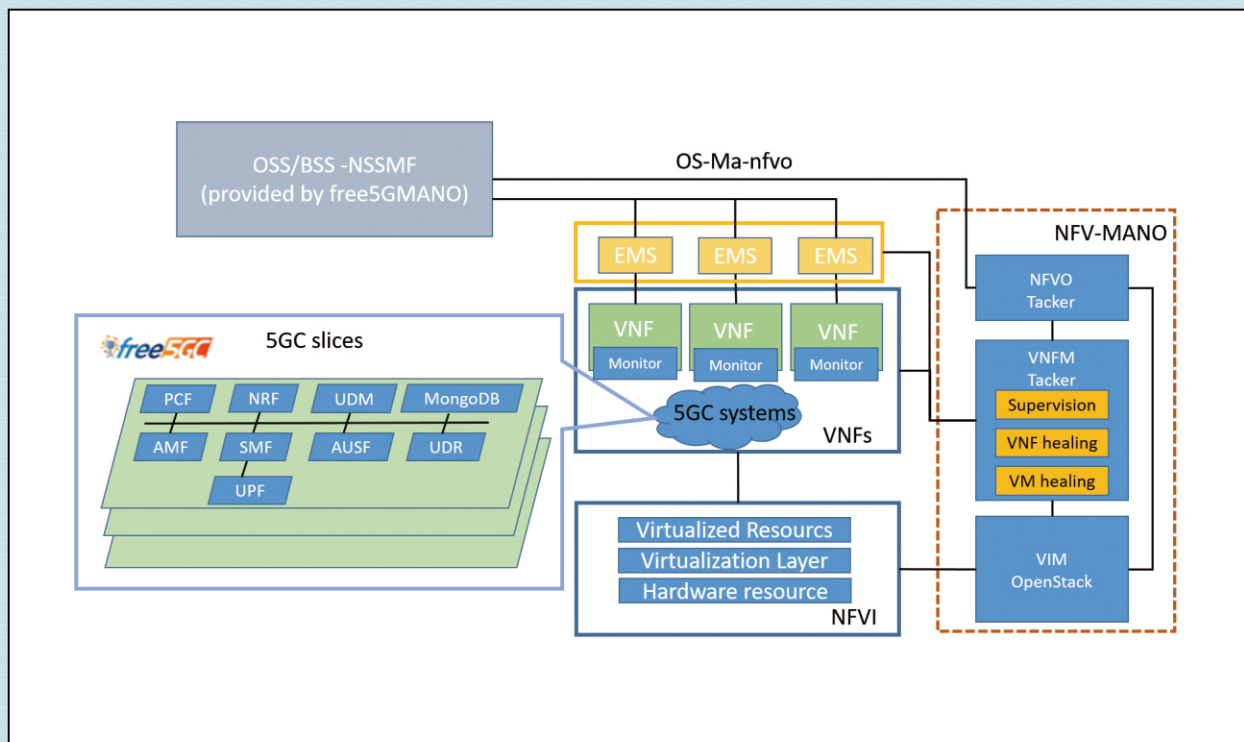 OSS/BSS -NSSMF
(provided by free5GMANO)
OS-Ma-nfvo
NFV-MANO
EMS
EMS
EMS
NFVO
Tacker
VNF
Monitor
VNF
Monitor
VNF
Monitor
5GC systems
VNFs
VNFM
Tacker
Supervision
VNF healing
VM healing
free5GC
5GC slices
PCF
NRF
UDM
MongoDB
AMF
SMF
AUSF
UDR
UPF
Virtualized Resourcs
Virtualization Layer
Hardware resource
NFVI
VIM
OpenStack